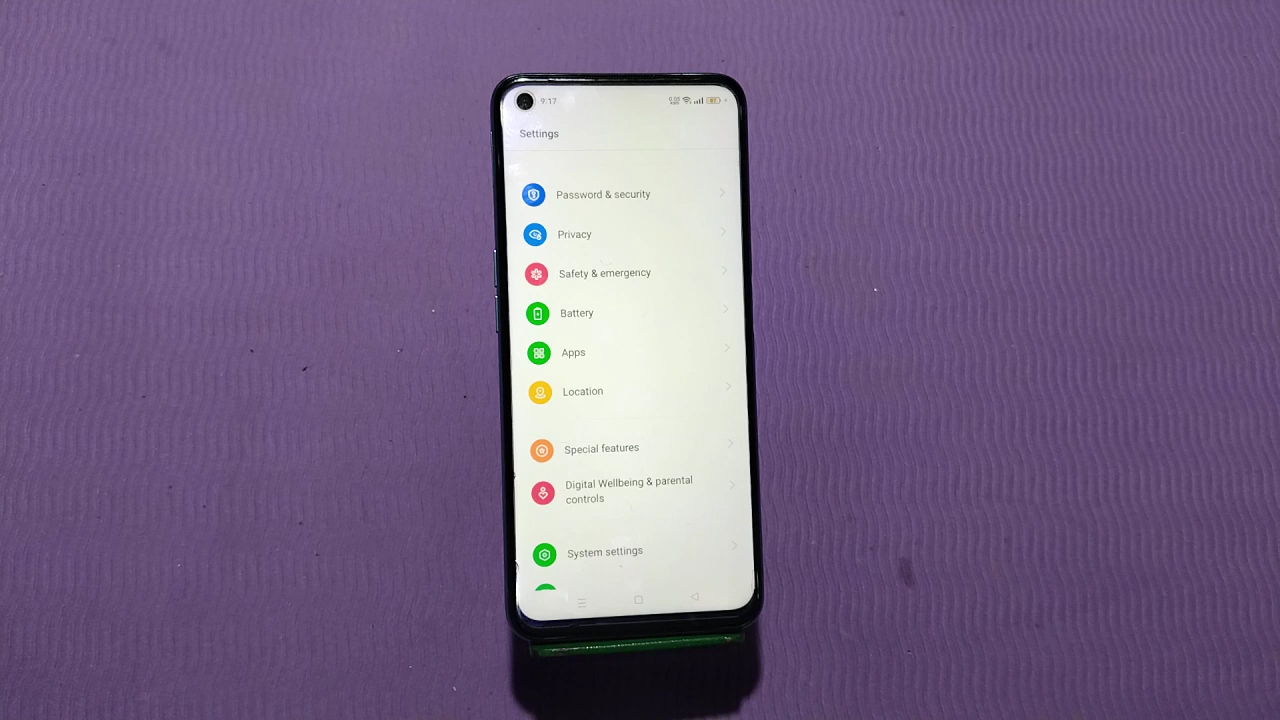 9:17
Settings
Password & security
Privacy
Safety & emergency
Battery
Apps
Location
Special features
Digital Wellbeing & parental
controls
System settings